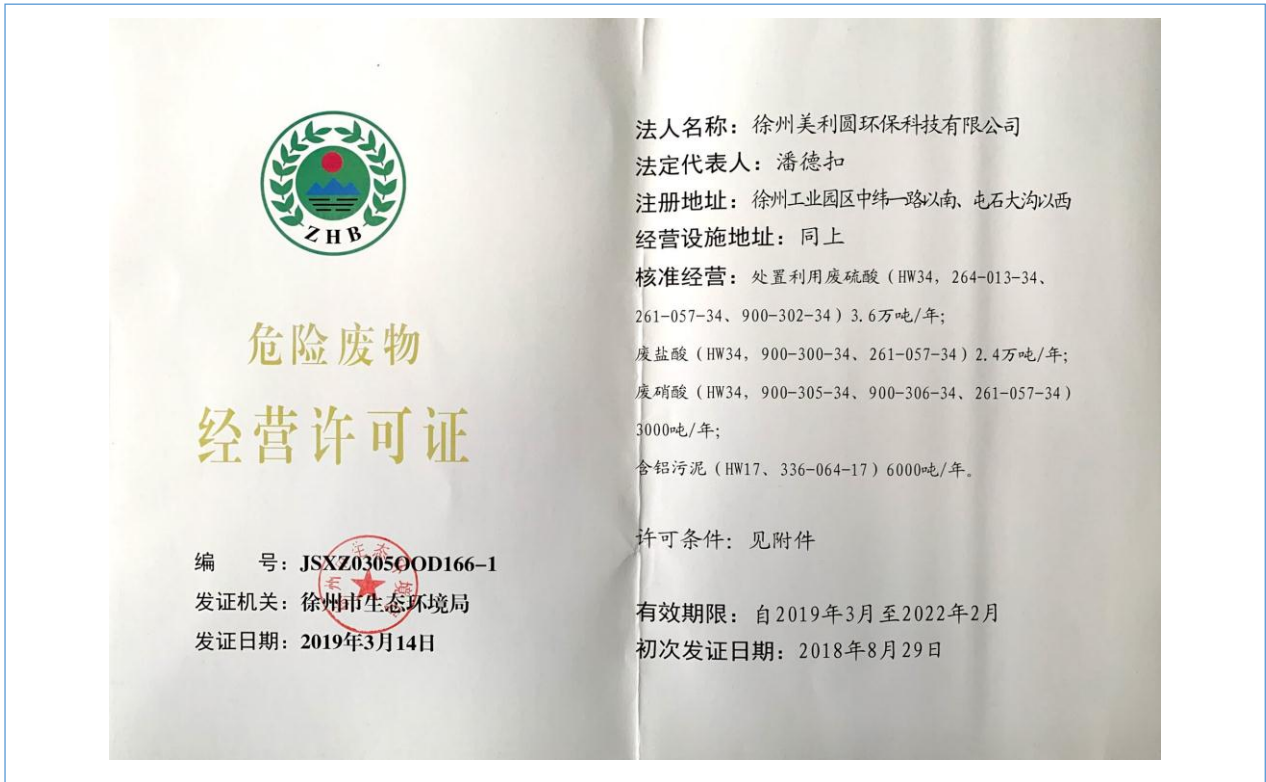 ZHB
危险废物
经营许可证
编 号：JSXZ0305OOD166-1
发证机关：徐州市生态环境局
发证日期：2019年3月14日
法人名称：徐州美利圆环保科技有限公司
法定代表人：潘德扣
注册地址：徐州工业园区中纬一路以南、屯石大沟以西
经营设施地址：同上
核准经营：处置利用废硫酸（HW34，264-013-34、
261-057-34、900-302-34）3.6万吨/年；
废盐酸（HW34，900-300-34、261-057-34）2.4万吨/年；
废硝酸（HW34，900-305-34、900-306-34、261-057-34）
3000吨/年；
含铝污泥（HW17、336-064-17）6000吨/年。
许可条件：见附件
有效期限：自2019年3月至2022年2月
初次发证日期：2018年8月29日